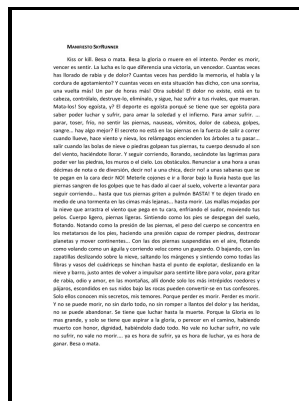 MANIFIESTO SKYRUNNER
Kiss or kill. Besa o mata. Besa la gloria o muere en el intento. Perder es morir,
vencer es sentir. La lucha es lo que diferencia una victoria, un vencedor. Cuantas veces
has llorado de rabia y de dolor? Cuantas veces has perdido la memoria, el habla y la
cordura de agotamiento? Y cuantas veces en esta situación has dicho, con una sonrisa,
una vuelta más! Un par de horas más! Otra subida! El dolor no existe, está en tu
cabeza, contrólalo, destruye-lo, elimínalo, y sigue, haz sufrir a tus rivales, que mueran.
Mata-los! Soy egoísta, y? El deporte es egoísta porqué se tiene que ser egoísta para
saber poder luchar y sufrir, para amar la soledad y el infierno. Para amar sufrir. ...
parar, toser, frio, no sentir las piernas, nauseas, vómitos, dolor de cabeza, golpes,
sangre... hay algo mejor? El secreto no está en las piernas en la fuerza de salir a correr
cuando llueve, hace viento y nieva, los relámpagos encienden los árboles a tu pasar...
salir cuando las bolas de nieve o piedras golpean tus piernas, tu cuerpo desnudo al son
del viento, haciéndote llorar. Y seguir corriendo, llorando, secándote las lágrimas para
poder ver las piedras, los muros o el cielo. Los obstáculos. Renunciar a una hora a unas
décimas de nota o de diversión, decir no! a una chica, decir no! a unas sabanas que se
te pegan en la cara decir NO! Meterle cojones e ir a llorar bajo la lluvia hasta que las
piernas sangren de los golpes que te has dado al caer al suelo, volverte a levantar para
seguir corriendo... hasta que tus piernas griten a pulmón BASTA! Y te dejen tirado en
medio de una tormenta en las cimas más lejanas... hasta morir. Las mallas mojadas por
la nieve que arrastra el viento que pega en tu cara, enfriando el sudor, moviendo tus
pelos. Cuerpo ligero, piernas ligeras. Sintiendo como los pies se despegan del suelo,
flotando. Notando como la presión de las piernas, el peso del cuerpo se concentra en
los metatarsos de los pies, haciendo una presión capaz de romper piedras, destrozar
planetas y mover continentes... Con las dos piernas suspendidas en el aire, flotando
como volando como un águila y corriendo veloz como un guepardo. O bajando, con las
zapatillas deslizando sobre la nieve, saltando los márgenes y sintiendo como todas las
fibras y vasos del cuádriceps se hinchan hasta el punto de explotar, deslizando en la
nieve y barro, justo antes de volver a impulsar para sentirte libre para volar, para gritar
de rabia, odio y amor, en las montañas, allí donde solo los más intrépidos roedores y
pájaros, escondidos en sus nidos bajo las rocas pueden convertir-se en tus confesores.
Solo ellos conocen mis secretos, mis temores. Porque perder es morir. Perder es morir.
Y no se puede morir, no sin darlo todo, no sin romper a llantos del dolor y las heridas,
no se puede abandonar. Se tiene que luchar hasta la muerte. Porque la Gloria es lo
mas grande, y solo se tiene que aspirar a la gloria, o perecer en el camino, habiendo
muerto con honor, dignidad, habiéndolo dado todo. No vale no luchar sufrir, no vale
no sufrir, no vale no morir.... ya es hora de sufrir, ya es hora de luchar, ya es hora de
ganar. Besa o mata.